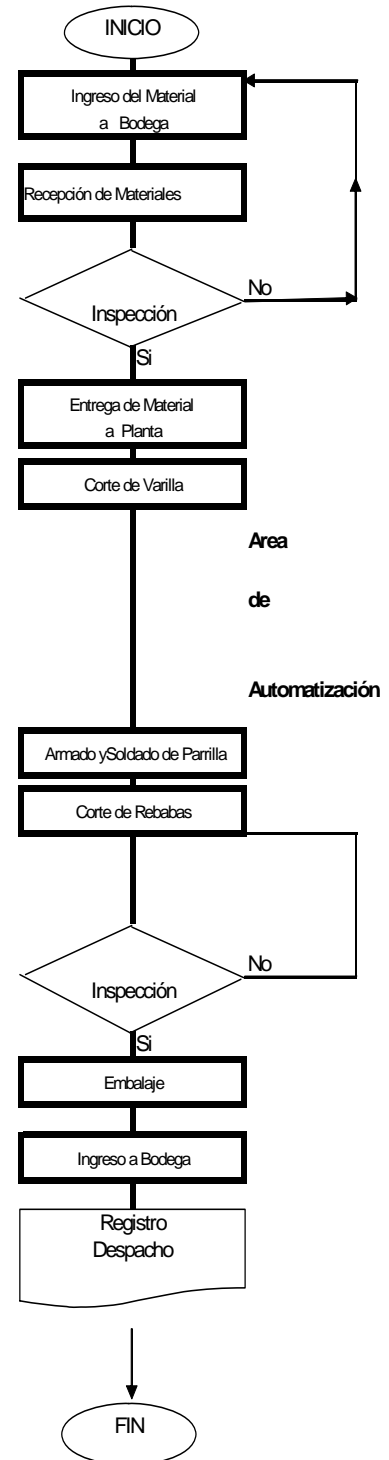 INICIO
Ingreso del Material
a Bodega
Recepción de Materiales
No
Inspección
Si
Entrega de Material
a Planta
Corte de Varilla
Area
de
Automatización
Armado ySoldado de Parrilla
Corte de Rebabas
No
Inspección
Si
Embalaje
Ingreso a Bodega
Registro
Despacho
FIN